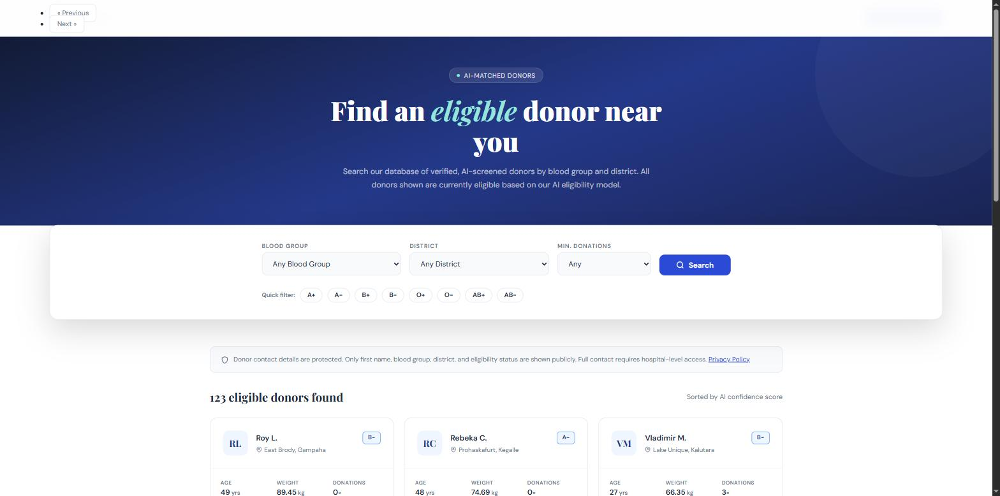 « Previous
Next »
AI-MATCHED DONORS
Find an eligible donor near
you
Search our database of verified, AI-screened donors by blood group and district. All
donors shown are currently eligible based on our AI eligibility model.
BLOOD GROUP
DISTRICT
MIN. DONATIONS
Any Blood Group
Any District
Any
Search
Quick filter: A+ A- B+ B- O+ O- AB+ AB-
Donor contact details are protected. Only first name, blood group, district, and eligibility status are shown publicly. Full contact requires hospital-level access. Privacy Policy
123 eligible donors found
Sorted by AI confidence score
RL
Roy L.
East Brody, Gampaha
B-
AGE
WEIGHT
DONATIONS
49 yrs
89.45 kg
0×
RC
Rebeka C.
Prohaskafurt, Kegalle
A-
AGE
WEIGHT
DONATIONS
48 yrs
74.69 kg
0×
VM
Vladimir M.
Lake Unique, Kalutara
B-
AGE
WEIGHT
DONATIONS
27 yrs
66.35 kg
3×